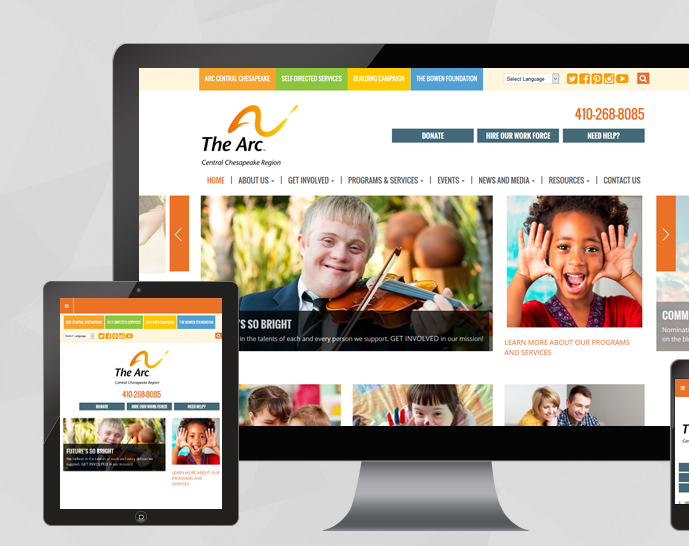 ARC CENTRAL CHESAPEAKE SELF-DIRECTED SERVICES BUILDING CAMPAIGN THE BOWEN FOUNDATION Select Language
410-268-8085
The Arc
DONATE HIRE OUR WORK FORCE NEED HELP?
Central Chesapeake Region
HOME ABOUT US GET INVOLVED PROGRAMS & SERVICES EVENTS NEWS AND MEDIA RESOURCES CONTACT US
'S SO BRIGHT
in the talents of each and every person we support. GET INVOLVED in our mission!
LEARN MORE ABOUT OUR PROGRAMS
AND SERVICES
COMM
Nominati
on the bl
ARC CENTRAL CHESAPEAKE SELF-DIRECTED SERVICES BUILDING CAMPAIGN THE BOWEN FOUNDATION
Select Language
The Arc
Central Chesapeake Region
410-268-8085
DONATE HIRE OUR WORK FORCE NEED HELP?
FUTURE'S SO BRIGHT
We believe in the talents of each and every person we
support. GET INVOLVED in our mission!
LEARN MORE ABOUT OUR
PROGRAMS AND
SERVICES